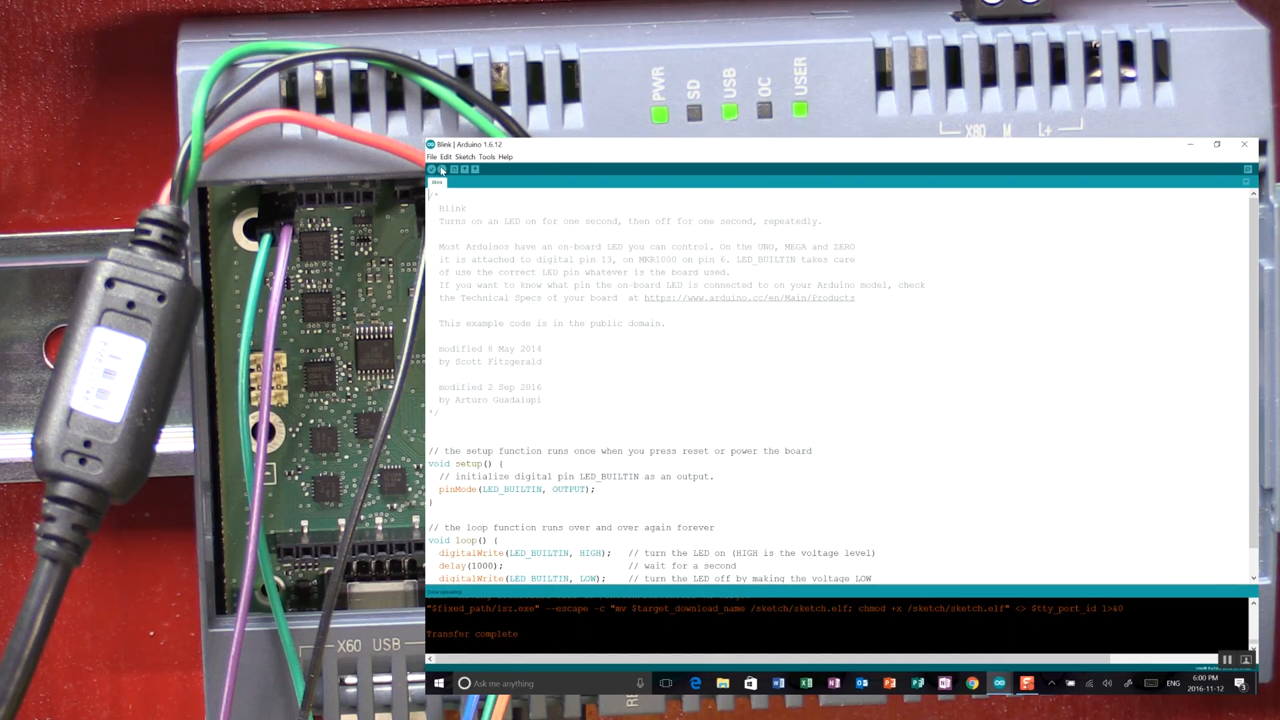 PWR
SD
USB
OC
USER
X80 M L+
Blink | Arduino 1.6.12
File Edit Sketch Tools Help
Blink
/*
Blink
Turns on an LED on for one second, then off for one second, repeatedly.
Most Arduinos have an on-board LED you can control. On the UNO, MEGA and ZERO
it is attached to digital pin 13, on MKR1000 on pin 6. LED_BUILTIN takes care
of use the correct LED pin whatever is the board used.
If you want to know what pin the on-board LED is connected to on your Arduino model, check
the Technical Specs of your board at https://www.arduino.cc/en/Main/Products
This example code is in the public domain.
modified 8 May 2014
by Scott Fitzgerald
modified 2 Sep 2016
by Arturo Guadalupi
*/
// the setup function runs once when you press reset or power the board
void setup() {
// initialize digital pin LED_BUILTIN as an output.
pinMode(LED_BUILTIN, OUTPUT);
}
// the loop function runs over and over again forever
void loop() {
digitalWrite(LED_BUILTIN, HIGH); // turn the LED on (HIGH is the voltage level)
delay(1000); // wait for a second
digitalWrite(LED_BUILTIN, LOW); // turn the LED off by making the voltage LOW
Done uploading
"$fixed_path/lsz.exe" --escape -c "mv $target_download_name /sketch/sketch.elf; chmod +x /sketch/sketch.elf" <> $tty_port_id 1>&0
Transfer complete
X60 USB
Ask me anything
ENG
6:00 PM
2016-11-12
3